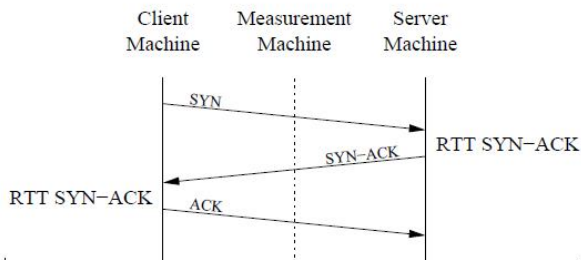 Client Measurement Server
Machine Machine Machine
SYN
RTT SYN-ACK
SYN-ACK
RTT SYN-ACK
ACK